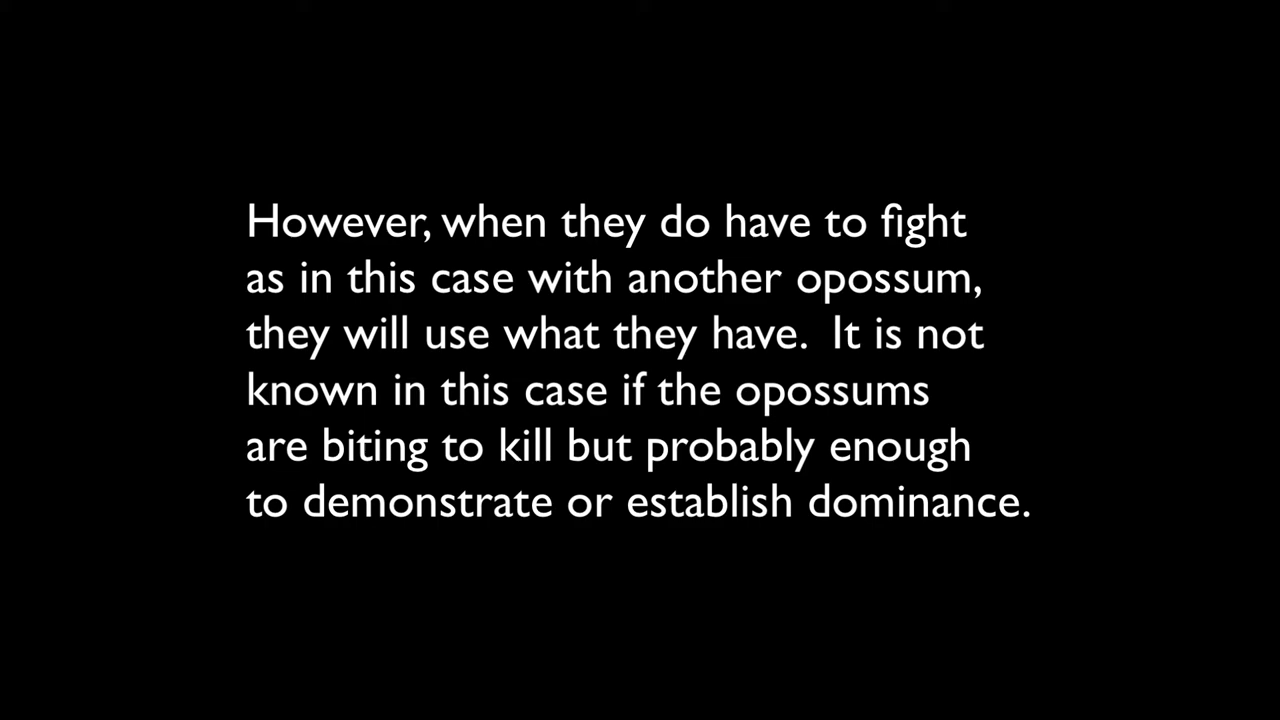 However, when they do have to fight
as in this case with another opossum,
they will use what they have.  It is not
known in this case if the opossums
are biting to kill but probably enough
to demonstrate or establish dominance.